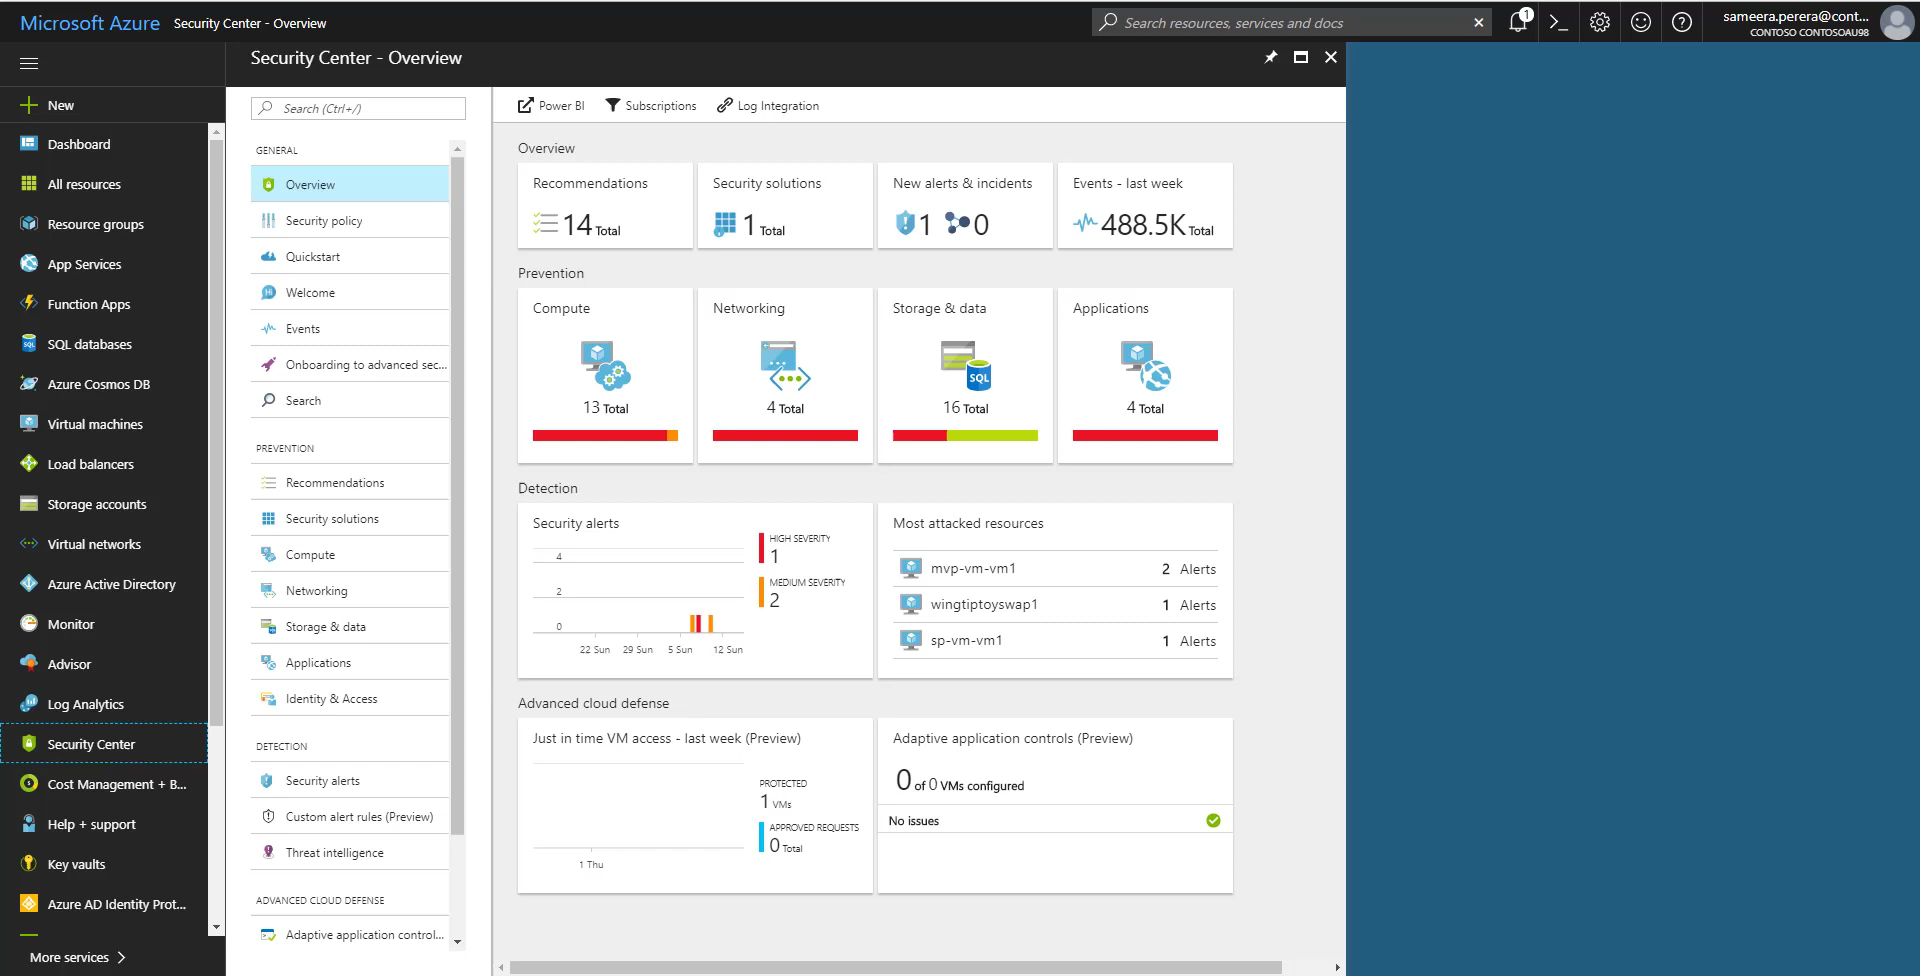 Microsoft Azure
Security Center - Overview
Search resources, services and docs
1
sameera.perera@cont...
CONTOSO CONTOSOAU98
New
Dashboard
All resources
Resource groups
App Services
Function Apps
SQL databases
Azure Cosmos DB
Virtual machines
Load balancers
Storage accounts
Virtual networks
Azure Active Directory
Monitor
Advisor
Log Analytics
Security Center
Cost Management + B...
Help + support
Key vaults
Azure AD Identity Prot...
More services
Security Center - Overview
Search (Ctrl+/)
GENERAL
Overview
Security policy
Quickstart
Welcome
Events
Onboarding to advanced sec...
Search
PREVENTION
Recommendations
Security solutions
Compute
Networking
Storage & data
Applications
Identity & Access
DETECTION
Security alerts
Custom alert rules (Preview)
Threat intelligence
ADVANCED CLOUD DEFENSE
Adaptive application control...
Power BI
Subscriptions
Log Integration
Overview
Recommendations
14 Total
Security solutions
1 Total
New alerts & incidents
1
0
Events - last week
488.5K Total
Prevention
Compute
13 Total
Networking
4 Total
Storage & data
SQL
16 Total
Applications
4 Total
Detection
Security alerts
4
2
0
22 Sun
29 Sun
5 Sun
12 Sun
HIGH SEVERITY
1
MEDIUM SEVERITY
2
Most attacked resources
mvp-vm-vm1 2 Alerts
wingtiptoyswap1 1 Alerts
sp-vm-vm1 1 Alerts
Advanced cloud defense
Just in time VM access - last week (Preview)
1 Thu
PROTECTED
1 VMs
APPROVED REQUESTS
0 Total
Adaptive application controls (Preview)
0 of 0 VMs configured
No issues